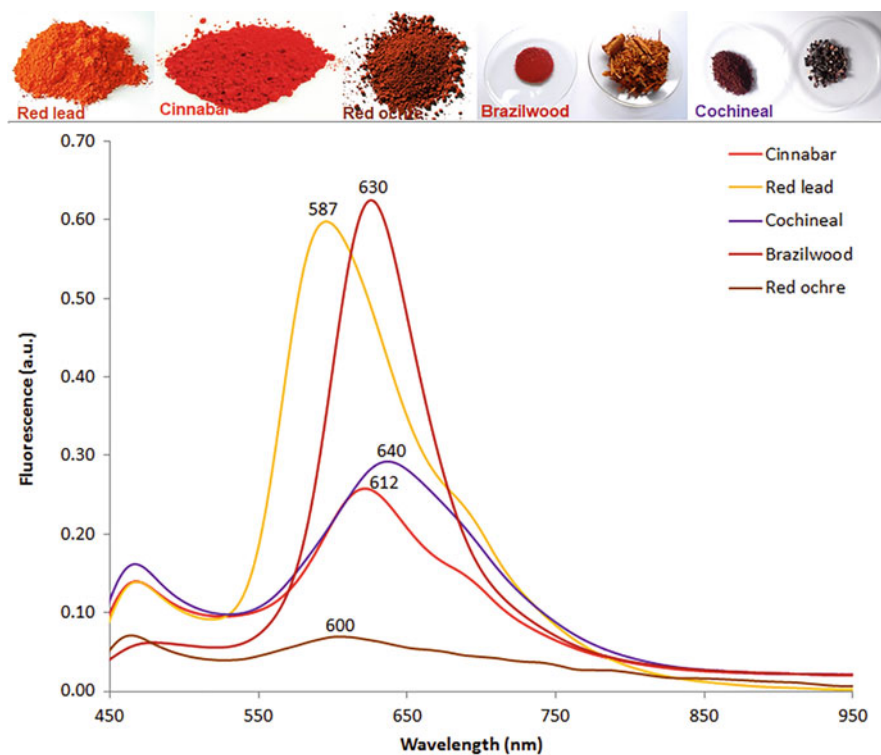 Red lead
Cinnabar
Red ochre
Brazilwood
Cochineal
0.70
0.60
0.50
0.40
0.30
0.20
0.10
0.00
Fluorescence (a.u.)
587
630
640
612
600
Cinnabar
Red lead
Cochineal
Brazilwood
Red ochre
450 550 650 750 850 950
Wavelength (nm)